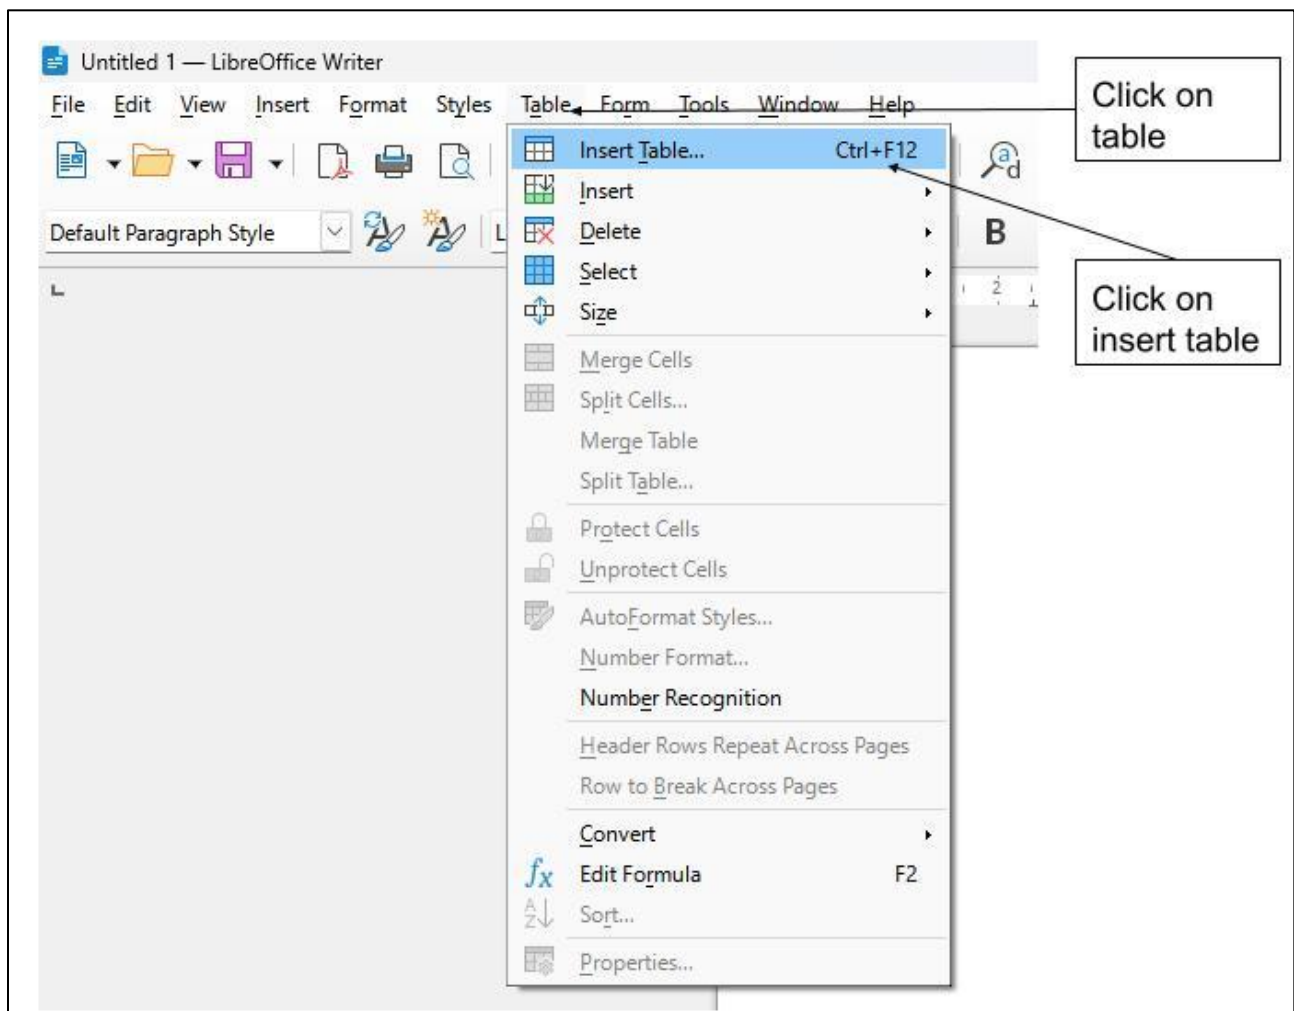 Untitled 1 — LibreOffice Writer
File Edit View Insert Format Styles Table Form Tools Window Help
Click on
table
Insert Table... Ctrl+F12
Insert
Default Paragraph Style
L
Delete
B
Select
2
Size
Click on
insert table
Merge Cells
Split Cells...
Merge Table
Split Table...
Protect Cells
Unprotect Cells
AutoFormat Styles...
Number Format...
Number Recognition
Header Rows Repeat Across Pages
Row to Break Across Pages
Convert
Edit Formula F2
Sort...
Properties...